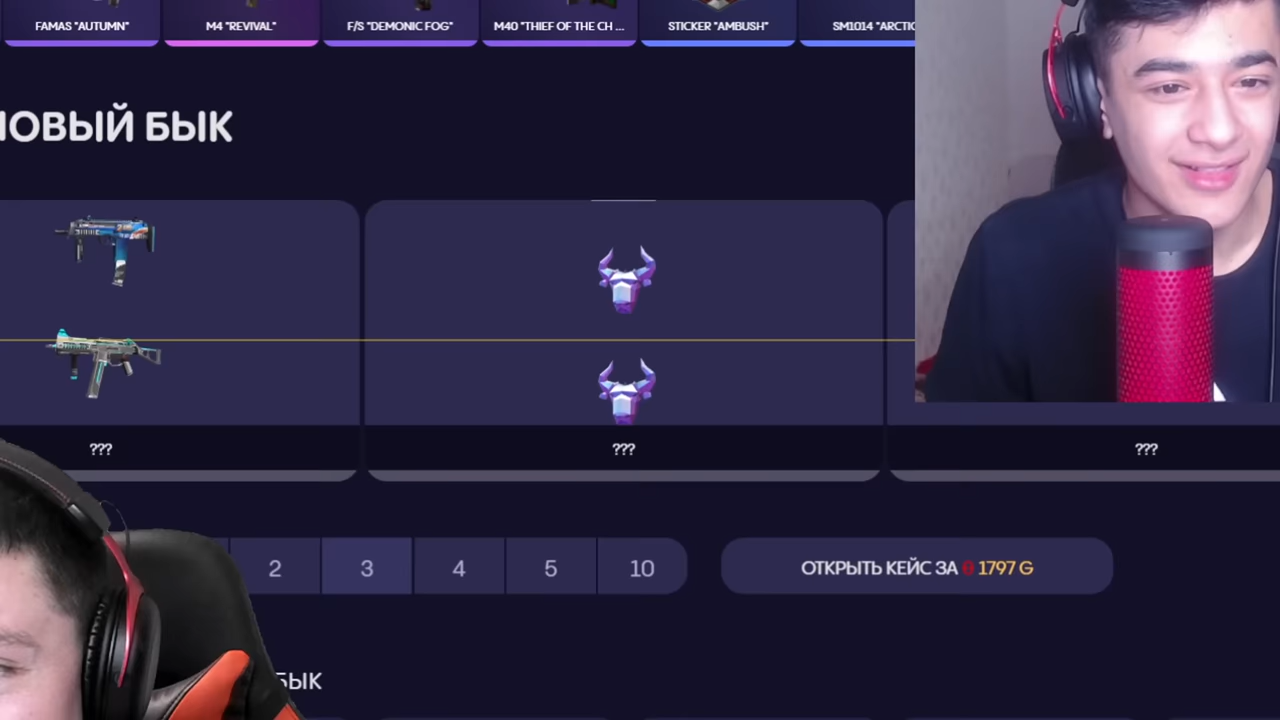 FAMAS "AUTUMN"
M4 "REVIVAL"
F/S "DEMONIC FOG"
M40 "THIEF OF THE CH ...
STICKER "AMBUSH"
SM1014 "ARCTIC
НОВЫЙ БЫК
???
???
???
2
3
4
5
10
ОТКРЫТЬ КЕЙС ЗА 1797 G
БЫК